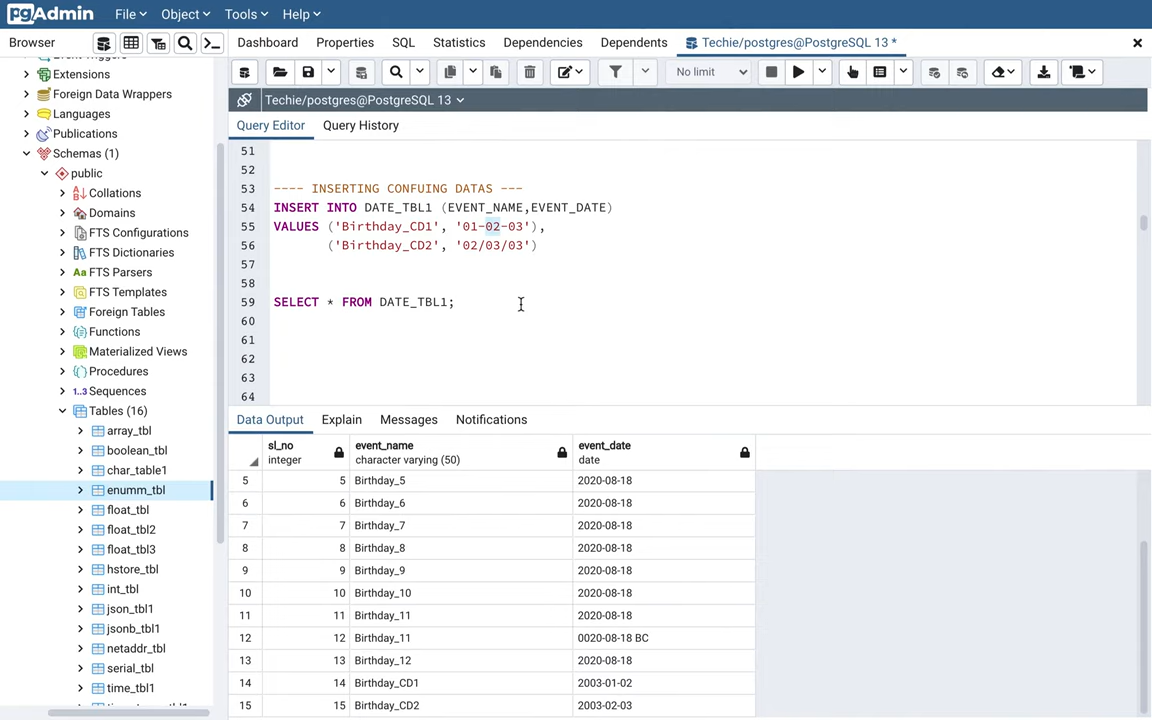 pgAdmin File Object Tools Help
Browser Dashboard Properties SQL Statistics Dependencies Dependents Techie/postgres@PostgreSQL 13 *
No limit
Techie/postgres@PostgreSQL 13
Query Editor Query History
Extensions
Foreign Data Wrappers
Languages
Publications
Schemas (1)
public
Collations
Domains
FTS Configurations
FTS Dictionaries
FTS Parsers
FTS Templates
Foreign Tables
Functions
Materialized Views
Procedures
1..3 Sequences
Tables (16)
array_tbl
boolean_tbl
char_table1
enumm_tbl
float_tbl
float_tbl2
float_tbl3
hstore_tbl
int_tbl
json_tbl1
jsonb_tbl1
netaddr_tbl
serial_tbl
time_tbl1
51
52
53 ---- INSERTING CONFUING DATAS ---
54 INSERT INTO DATE_TBL1 (EVENT_NAME,EVENT_DATE)
55 VALUES ('Birthday_CD1', '01-02-03'),
56 ('Birthday_CD2', '02/03/03')
57
58
59 SELECT * FROM DATE_TBL1;
60
61
62
63
64
Data Output Explain Messages Notifications
sl_no event_name event_date
integer character varying (50) date
5 5 Birthday_5 2020-08-18
6 6 Birthday_6 2020-08-18
7 7 Birthday_7 2020-08-18
8 8 Birthday_8 2020-08-18
9 9 Birthday_9 2020-08-18
10 10 Birthday_10 2020-08-18
11 11 Birthday_11 2020-08-18
12 12 Birthday_11 0020-08-18 BC
13 13 Birthday_12 2020-08-18
14 14 Birthday_CD1 2003-01-02
15 15 Birthday_CD2 2003-02-03